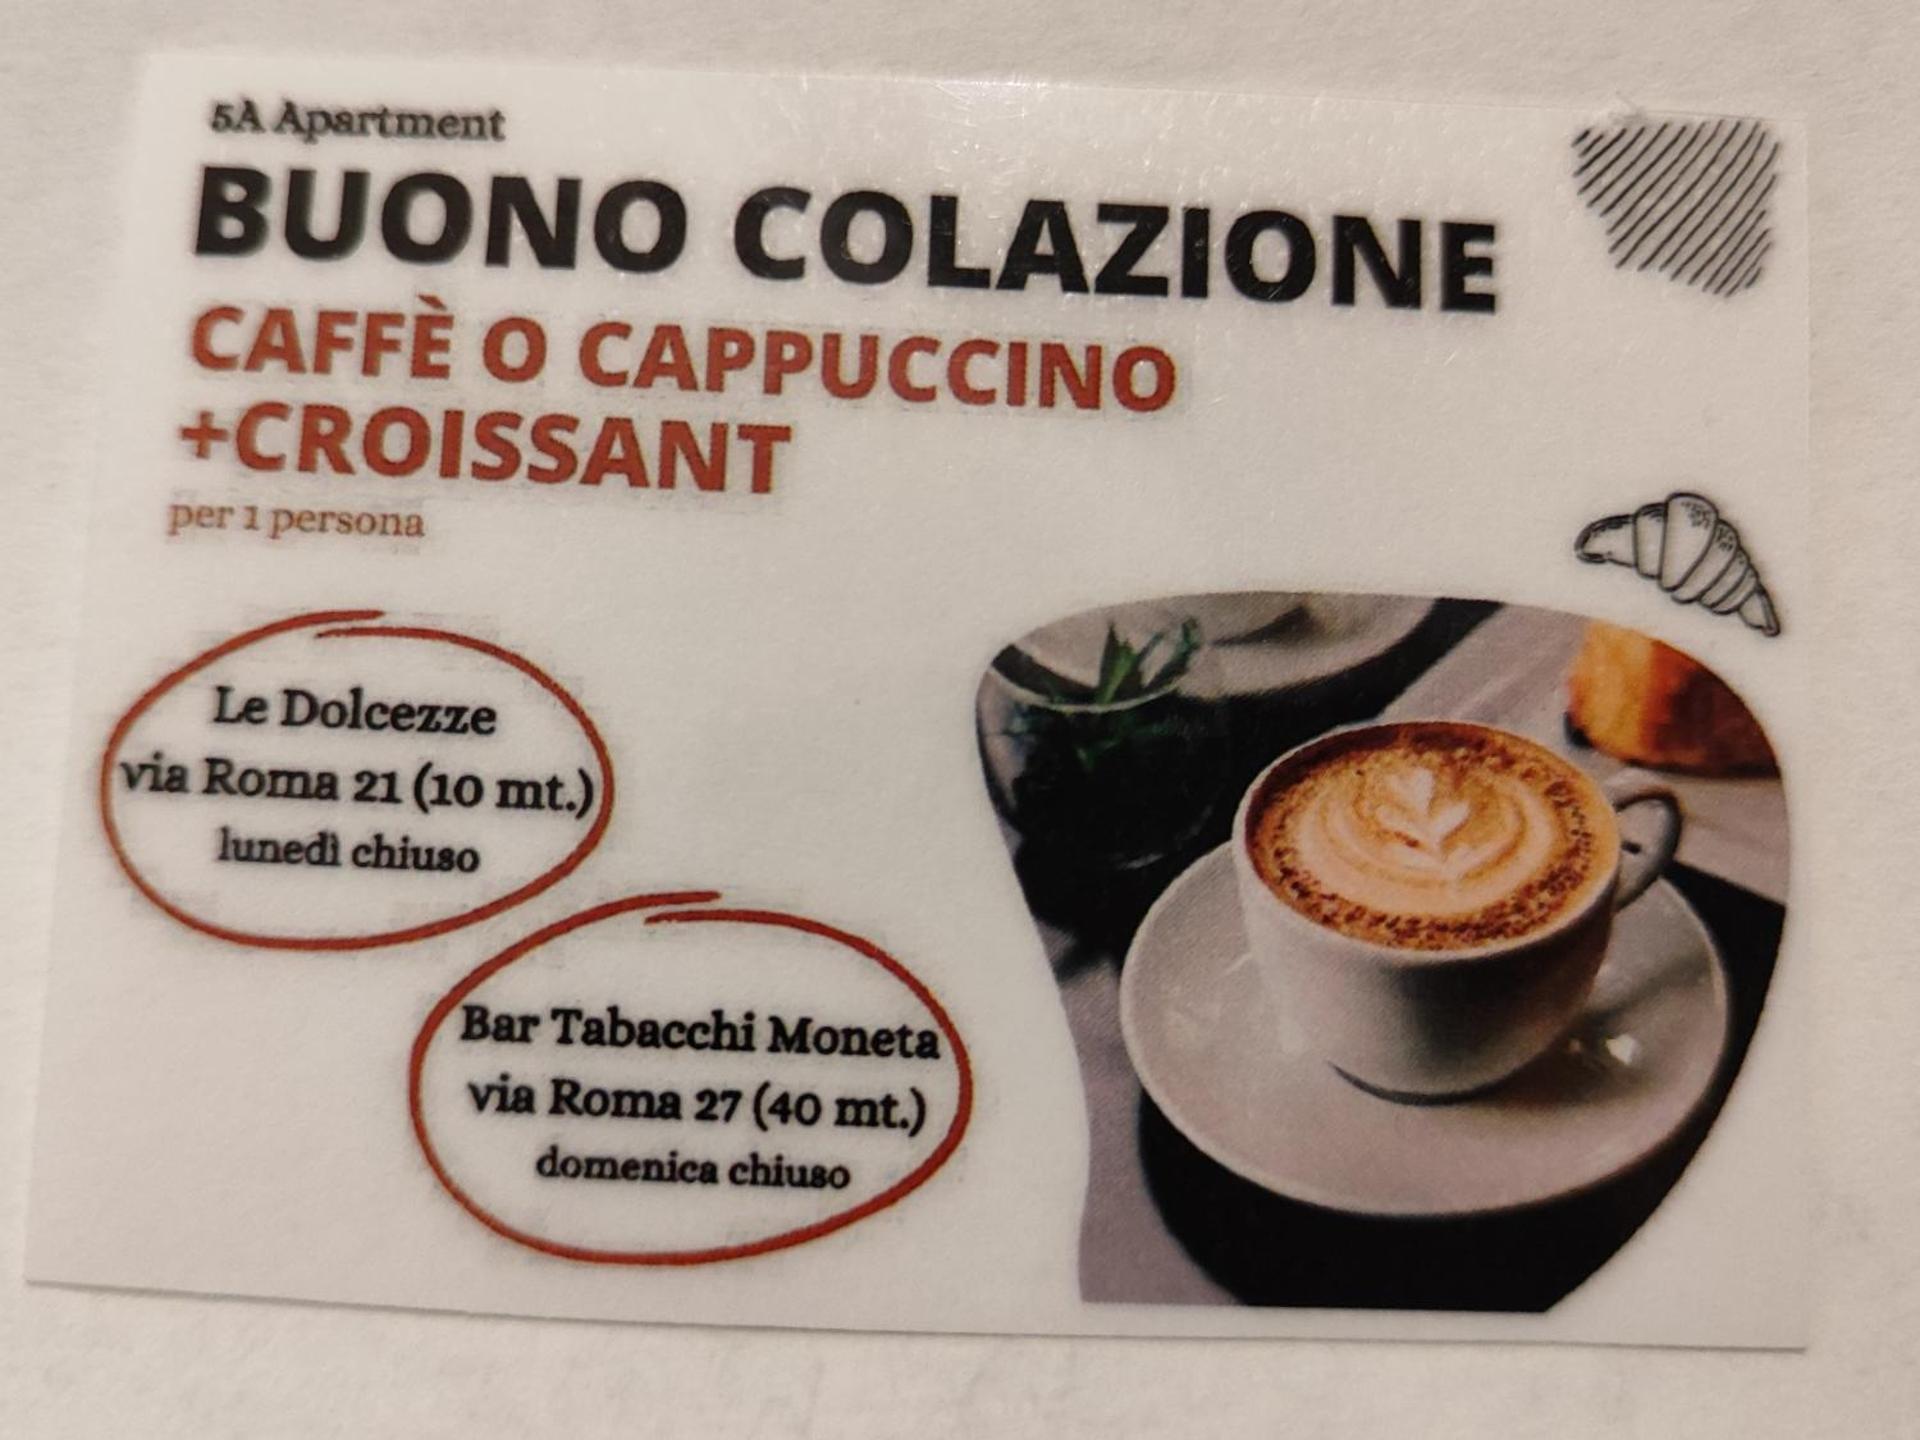 5A Apartment
BUONO COLAZIONE
CAFFÈ O CAPPUCCINO
+CROISSANT
per 1 persona
Le Dolcezze
via Roma 21 (10 mt.)
lunedì chiuso
Bar Tabacchi Moneta
via Roma 27 (40 mt.)
domenica chiuso